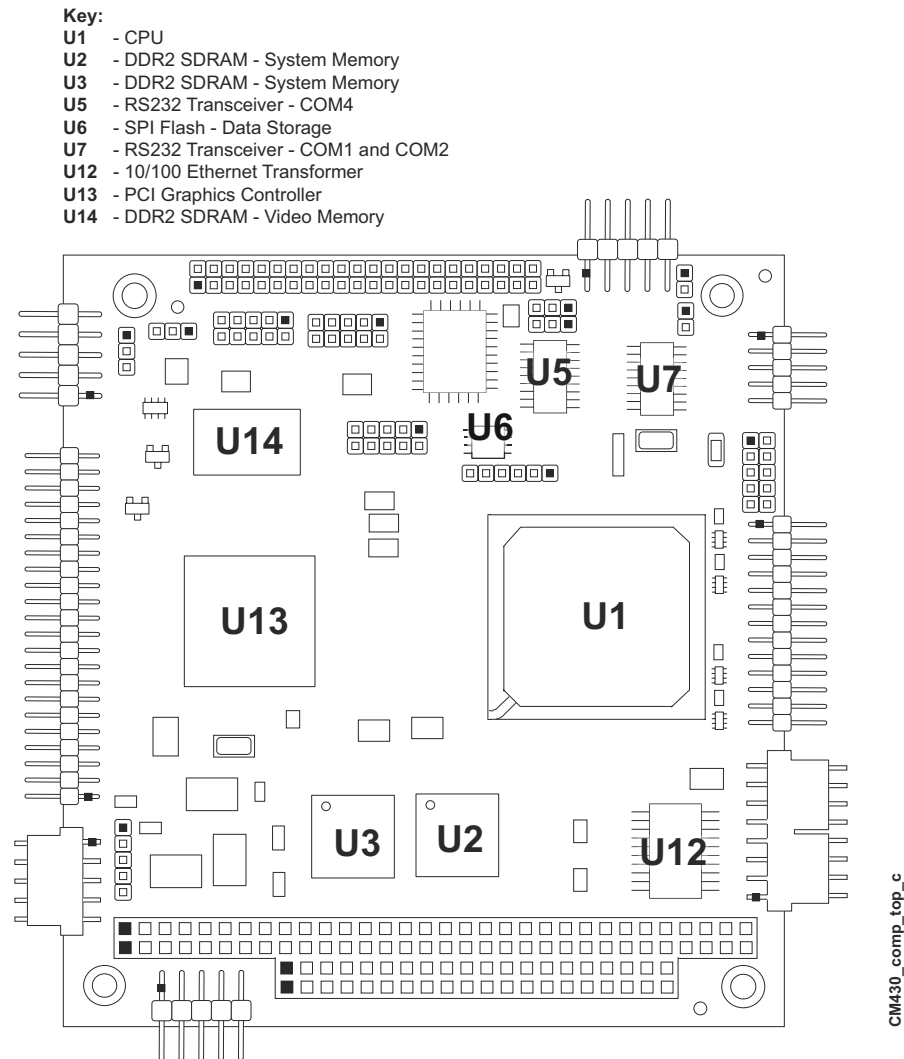 Key:
U1 - CPU
U2 - DDR2 SDRAM - System Memory
U3 - DDR2 SDRAM - System Memory
U5 - RS232 Transceiver - COM4
U6 - SPI Flash - Data Storage
U7 - RS232 Transceiver - COM1 and COM2
U12 - 10/100 Ethernet Transformer
U13 - PCI Graphics Controller
U14 - DDR2 SDRAM - Video Memory
U5
U7
U14
U6
U13
U1
U3
U2
U12
CM430_comp_top_c